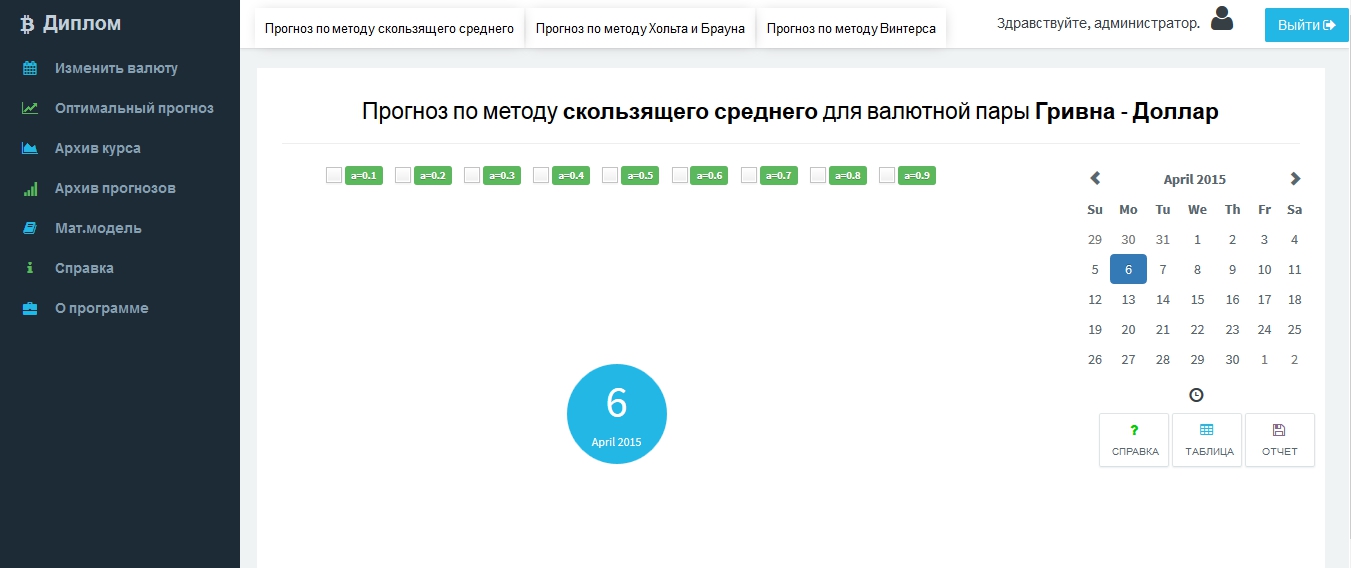 Диплом
Изменить валюту
Оптимальный прогноз
Архив курса
Архив прогнозов
Мат.модель
Справка
О программе
Прогноз по методу скользящего среднего
Прогноз по методу Хольта и Брауна
Прогноз по методу Винтерса
Здравствуйте, администратор.
Выйти
Прогноз по методу скользящего среднего для валютной пары Гривна - Доллар
a=0.1 a=0.2 a=0.3 a=0.4 a=0.5 a=0.6 a=0.7 a=0.8 a=0.9
6
April 2015
April 2015
Su Mo Tu We Th Fr Sa
29 30 31 1 2 3 4
5 6 7 8 9 10 11
12 13 14 15 16 17 18
19 20 21 22 23 24 25
26 27 28 29 30 1 2
СПРАВКА
ТАБЛИЦА
ОТЧЕТ